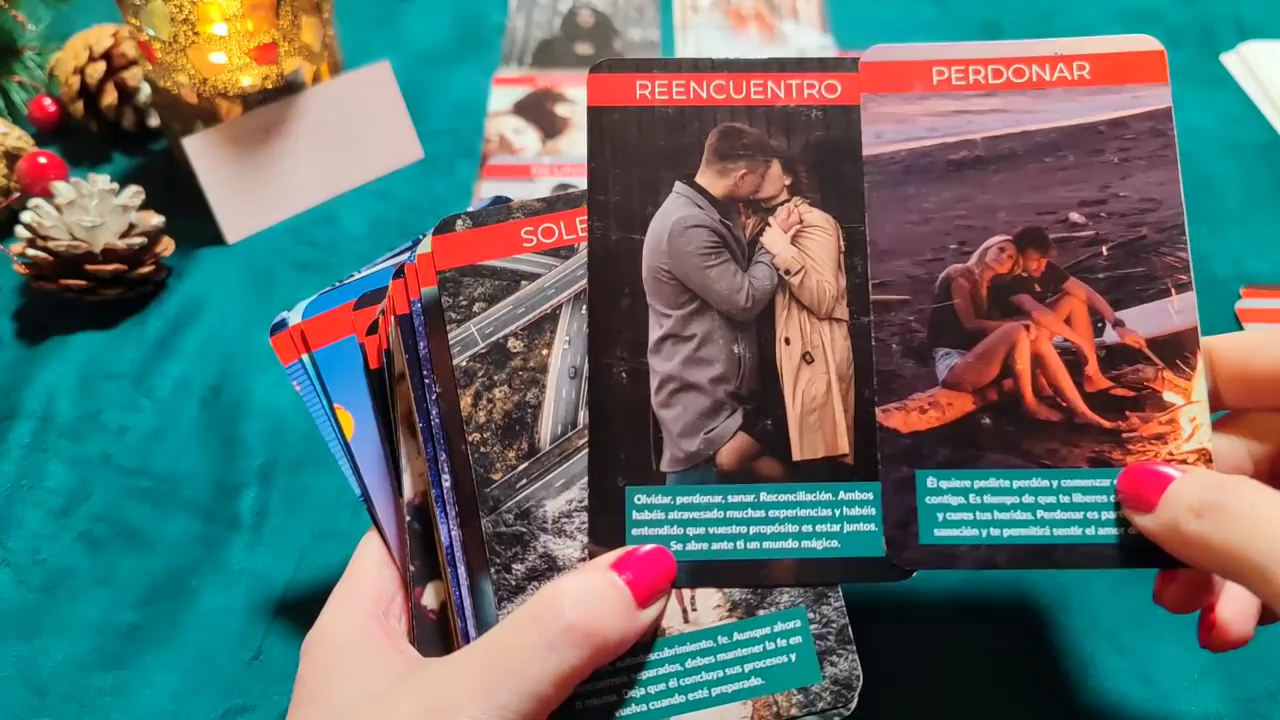 REENCUENTRO
Olvidar, perdonar, sanar. Reconciliación. Ambos
habéis atravesado muchas experiencias y habéis
entendido que vuestro propósito es estar juntos.
Se abre ante ti un mundo mágico.
PERDONAR
Él quiere pedirte perdón y comenzar
contigo. Es tiempo de que te liberes
y cures tus heridas. Perdonar es
sanación y te permitirá sentir el amor
SOLE
descubrimiento, fe. Aunque ahora
separados, debes mantener la fe en
Deja que él concluya sus procesos y
vuelva cuando esté preparado.